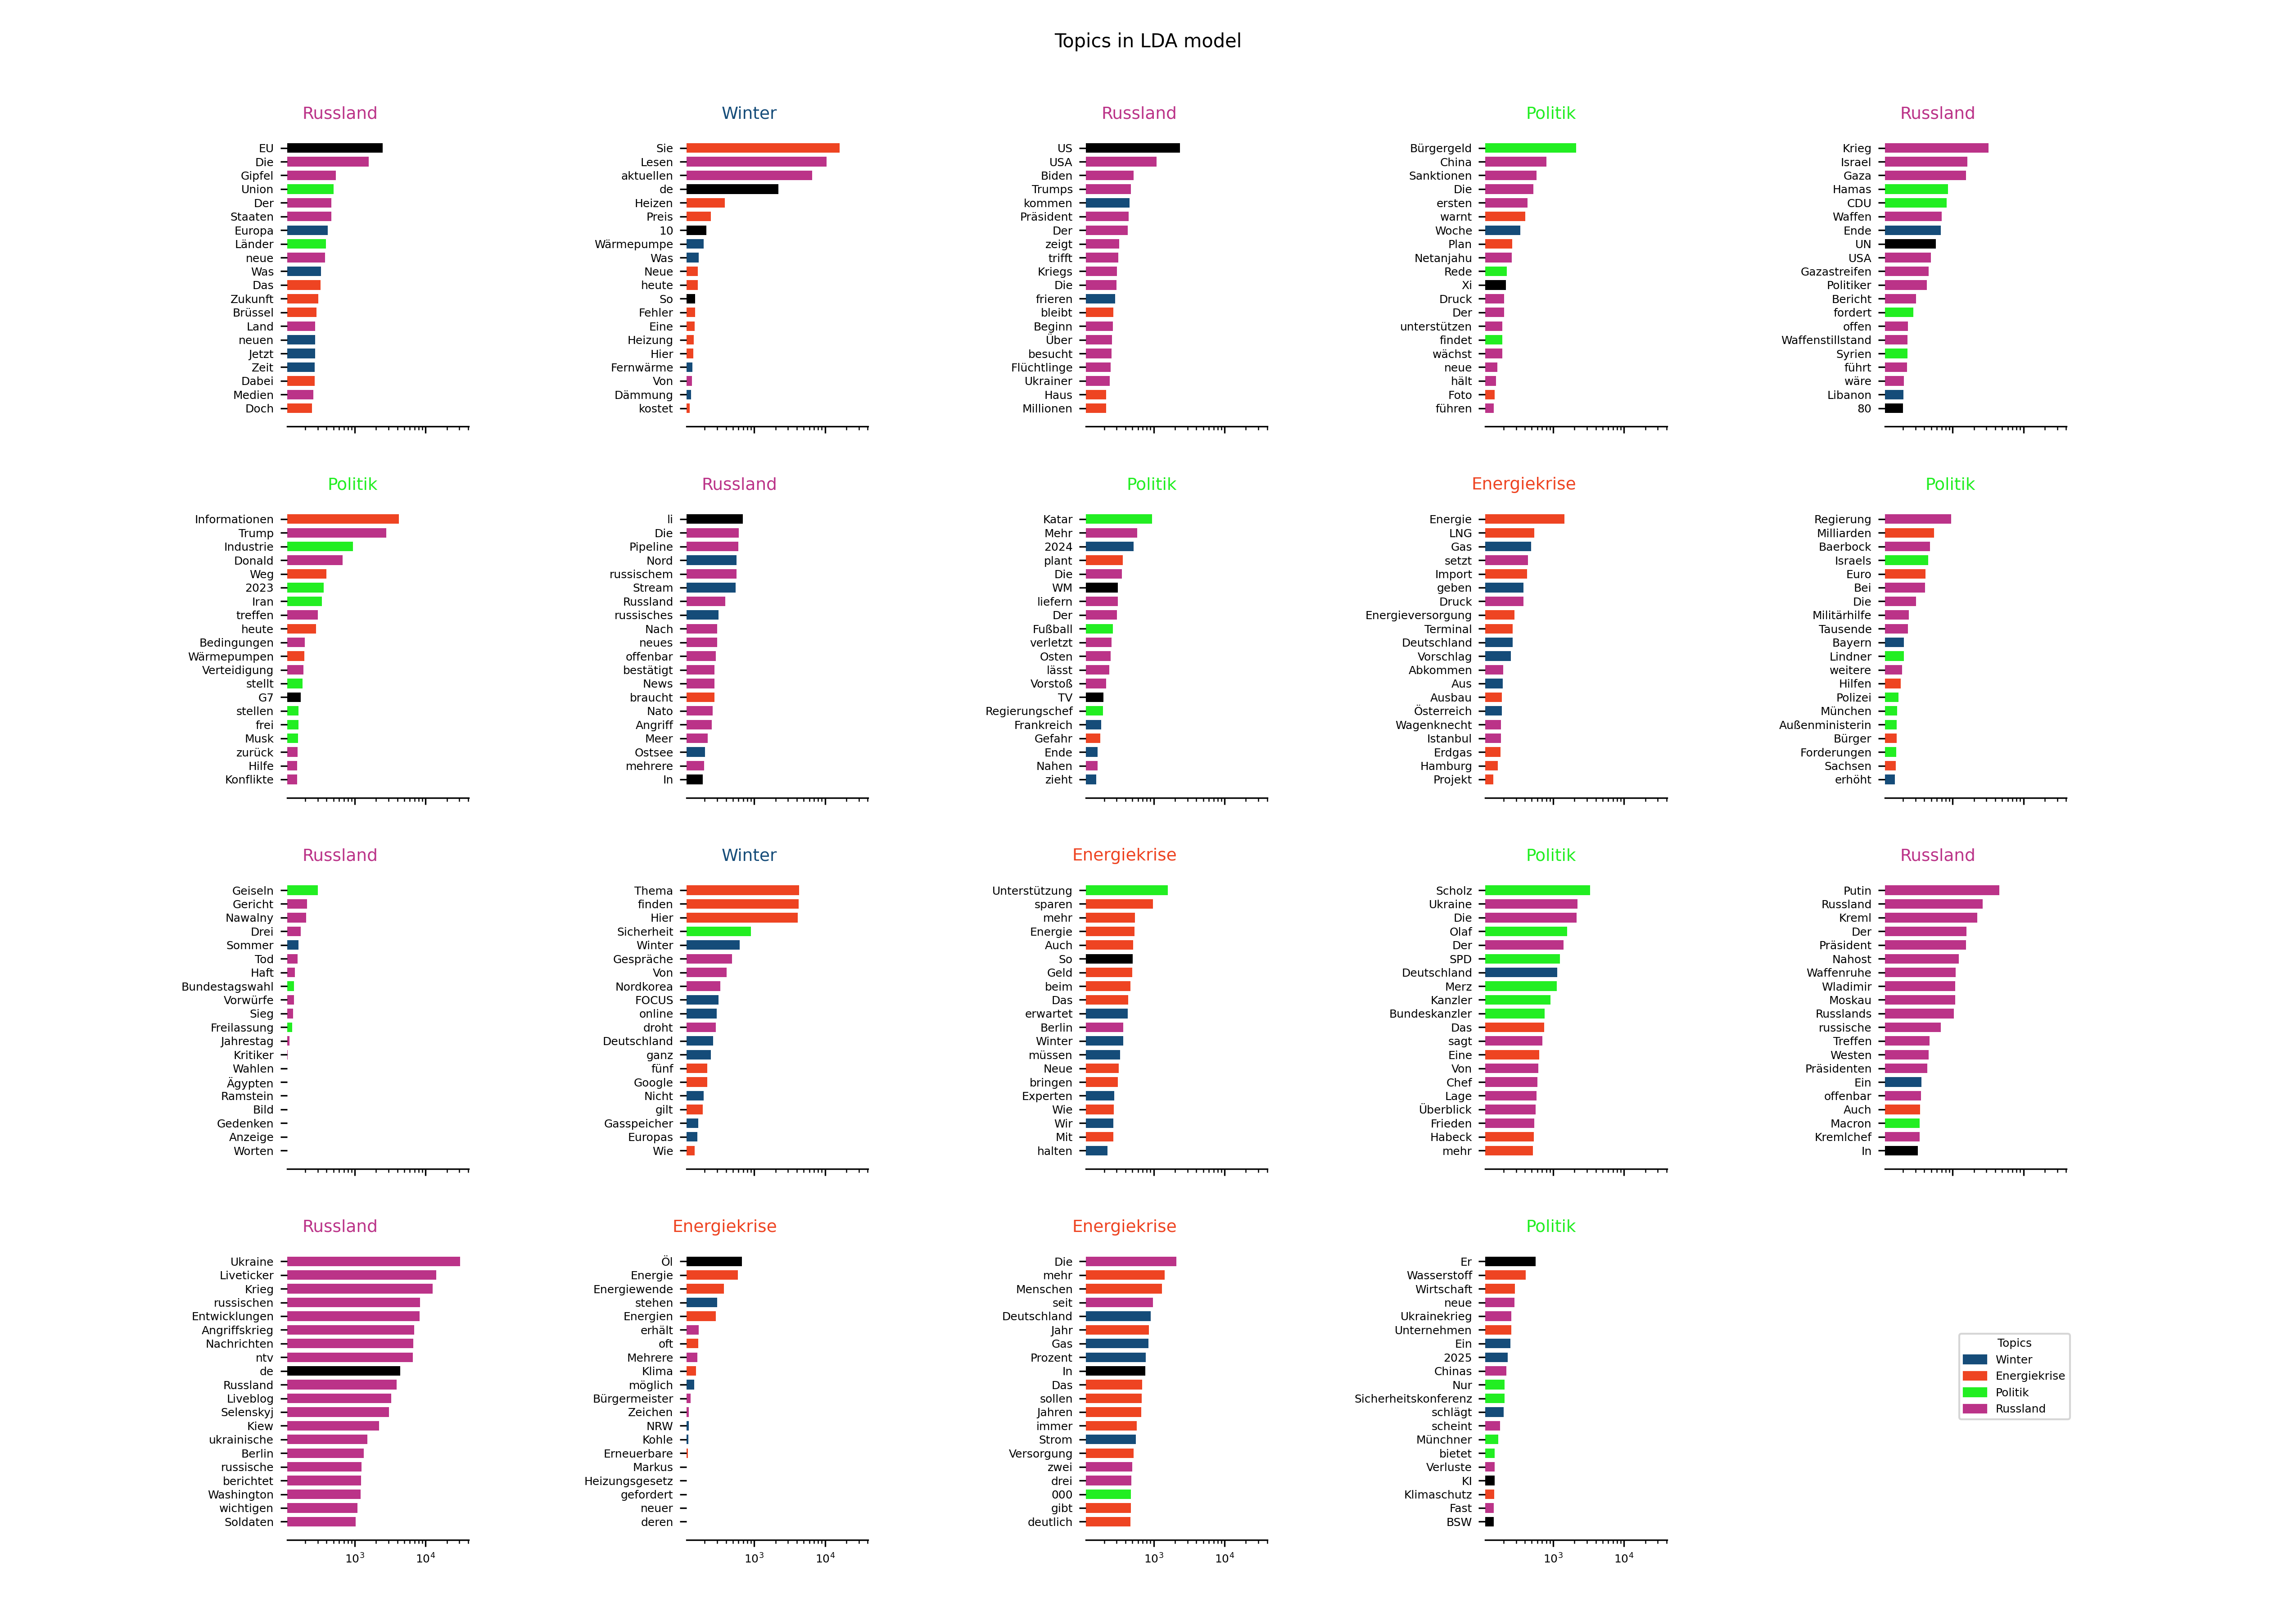 Topics in LDA model
Russland
EU
Die
Gipfel
Union
Der
Staaten
Europa
Länder
neue
Was
Das
Zukunft
Brüssel
Land
neuen
Jetzt
Zeit
Dabei
Medien
Doch
Winter
Sie
Lesen
aktuellen
de
Heizen
Preis
10
Wärmepumpe
Was
Neue
heute
So
Fehler
Eine
Heizung
Hier
Fernwärme
Von
Dämmung
kostet
Russland
US
USA
Biden
Trumps
kommen
Präsident
Der
zeigt
trifft
Kriegs
Die
frieren
bleibt
Beginn
Über
besucht
Flüchtlinge
Ukrainer
Haus
Millionen
Politik
Bürgergeld
China
Sanktionen
Die
ersten
warnt
Woche
Plan
Netanjahu
Rede
Xi
Druck
Der
unterstützen
findet
wächst
neue
hält
Foto
führen
Russland
Krieg
Israel
Gaza
Hamas
CDU
Waffen
Ende
UN
USA
Gazastreifen
Politiker
Bericht
fordert
offen
Waffenstillstand
Syrien
führt
wäre
Libanon
80
Politik
Informationen
Trump
Industrie
Donald
Weg
2023
Iran
treffen
heute
Bedingungen
Wärmepumpen
Verteidigung
stellt
G7
stellen
frei
Musk
zurück
Hilfe
Konflikte
Russland
li
Die
Pipeline
Nord
russischem
Stream
Russland
russisches
Nach
neues
offenbar
bestätigt
News
braucht
Nato
Angriff
Meer
Ostsee
mehrere
In
Politik
Katar
Mehr
2024
plant
Die
WM
liefern
Der
Fußball
verletzt
Osten
lässt
Vorstoß
TV
Regierungschef
Frankreich
Gefahr
Ende
Nahen
zieht
Energiekrise
Energie
LNG
Gas
setzt
Import
geben
Druck
Energieversorgung
Terminal
Deutschland
Vorschlag
Abkommen
Aus
Ausbau
Österreich
Wagenknecht
Istanbul
Erdgas
Hamburg
Projekt
Politik
Regierung
Milliarden
Baerbock
Israels
Euro
Bei
Die
Militärhilfe
Tausende
Bayern
Lindner
weitere
Hilfen
Polizei
München
Außenministerin
Bürger
Forderungen
Sachsen
erhöht
Russland
Geiseln
Gericht
Nawalny
Drei
Sommer
Tod
Haft
Bundestagswahl
Vorwürfe
Sieg
Freilassung
Jahrestag
Kritiker
Wahlen
Ägypten
Ramstein
Bild
Gedenken
Anzeige
Worten
Winter
Thema
finden
Hier
Sicherheit
Winter
Gespräche
Von
Nordkorea
FOCUS
online
droht
Deutschland
ganz
fünf
Google
Nicht
gilt
Gasspeicher
Europas
Wie
Energiekrise
Unterstützung
sparen
mehr
Energie
Auch
So
Geld
beim
Das
erwartet
Berlin
Winter
müssen
Neue
bringen
Experten
Wie
Wir
Mit
halten
Politik
Scholz
Ukraine
Die
Olaf
Der
SPD
Deutschland
Merz
Kanzler
Bundeskanzler
Das
sagt
Eine
Von
Chef
Lage
Überblick
Frieden
Habeck
mehr
Russland
Putin
Russland
Kreml
Der
Präsident
Nahost
Waffenruhe
Wladimir
Moskau
Russlands
russische
Treffen
Westen
Präsidenten
Ein
offenbar
Auch
Macron
Kremlchef
In
Russland
Ukraine
Liveticker
Krieg
russischen
Entwicklungen
Angriffskrieg
Nachrichten
ntv
de
Russland
Liveblog
Selenskyj
Kiew
ukrainische
Berlin
russische
berichtet
Washington
wichtigen
Soldaten
10³ 10⁴
Energiekrise
Öl
Energie
Energiewende
stehen
Energien
erhält
oft
Mehrere
Klima
möglich
Bürgermeister
Zeichen
NRW
Kohle
Erneuerbare
Markus
Heizungsgesetz
gefordert
neuer
deren
10³ 10⁴
Energiekrise
Die
mehr
Menschen
seit
Deutschland
Jahr
Gas
Prozent
In
Das
sollen
Jahren
immer
Strom
Versorgung
zwei
drei
000
gibt
deutlich
10³ 10⁴
Politik
Er
Wasserstoff
Wirtschaft
neue
Ukrainekrieg
Unternehmen
Ein
2025
Chinas
Nur
Sicherheitskonferenz
schlägt
scheint
Münchner
bietet
Verluste
KI
Klimaschutz
Fast
BSW
10³ 10⁴
Topics
Winter
Energiekrise
Politik
Russland